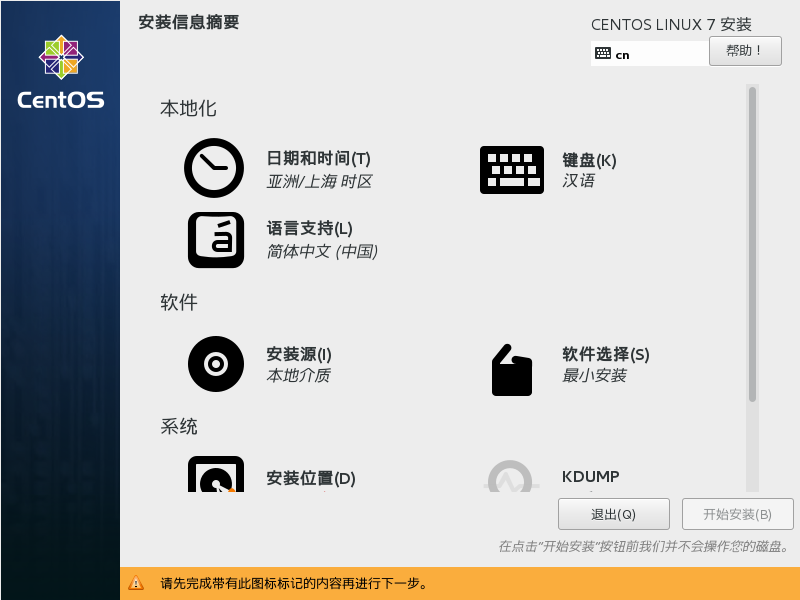 安装信息摘要
CENTOS LINUX 7 安装
cn
帮助！
CentOS
本地化
日期和时间(T)
亚洲/上海 时区
键盘(K)
汉语
语言支持(L)
简体中文 (中国)
软件
安装源(I)
本地介质
软件选择(S)
最小安装
系统
安装位置(D)
KDUMP
退出(Q)
开始安装(B)
在点击"开始安装"按钮前我们并不会操作您的磁盘。
请先完成带有此图标标记的内容再进行下一步。